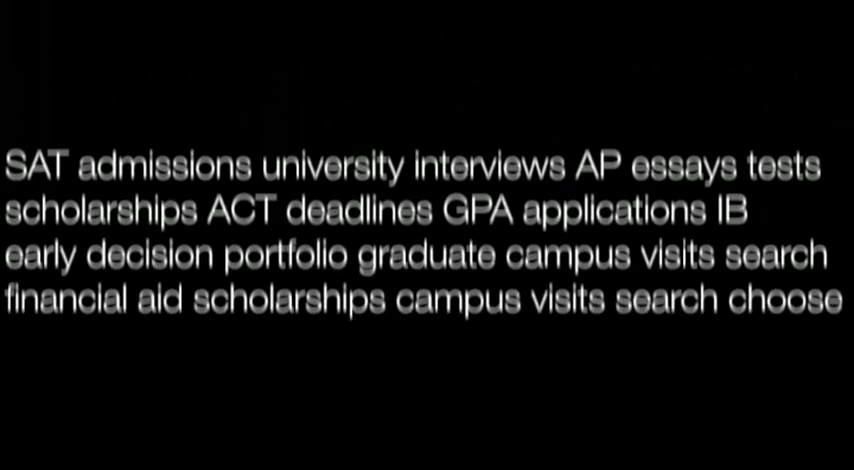 SAT admissions university interviews AP essays tests
scholarships ACT deadlines GPA applications IB
early decision portfolio graduate campus visits search
financial aid scholarships campus visits search choose